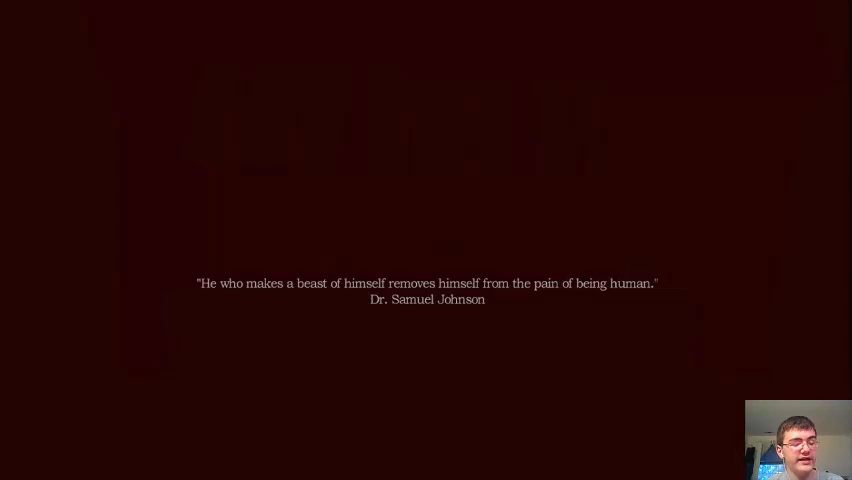 "He who makes a beast of himself removes himself from the pain of being human."
Dr. Samuel Johnson